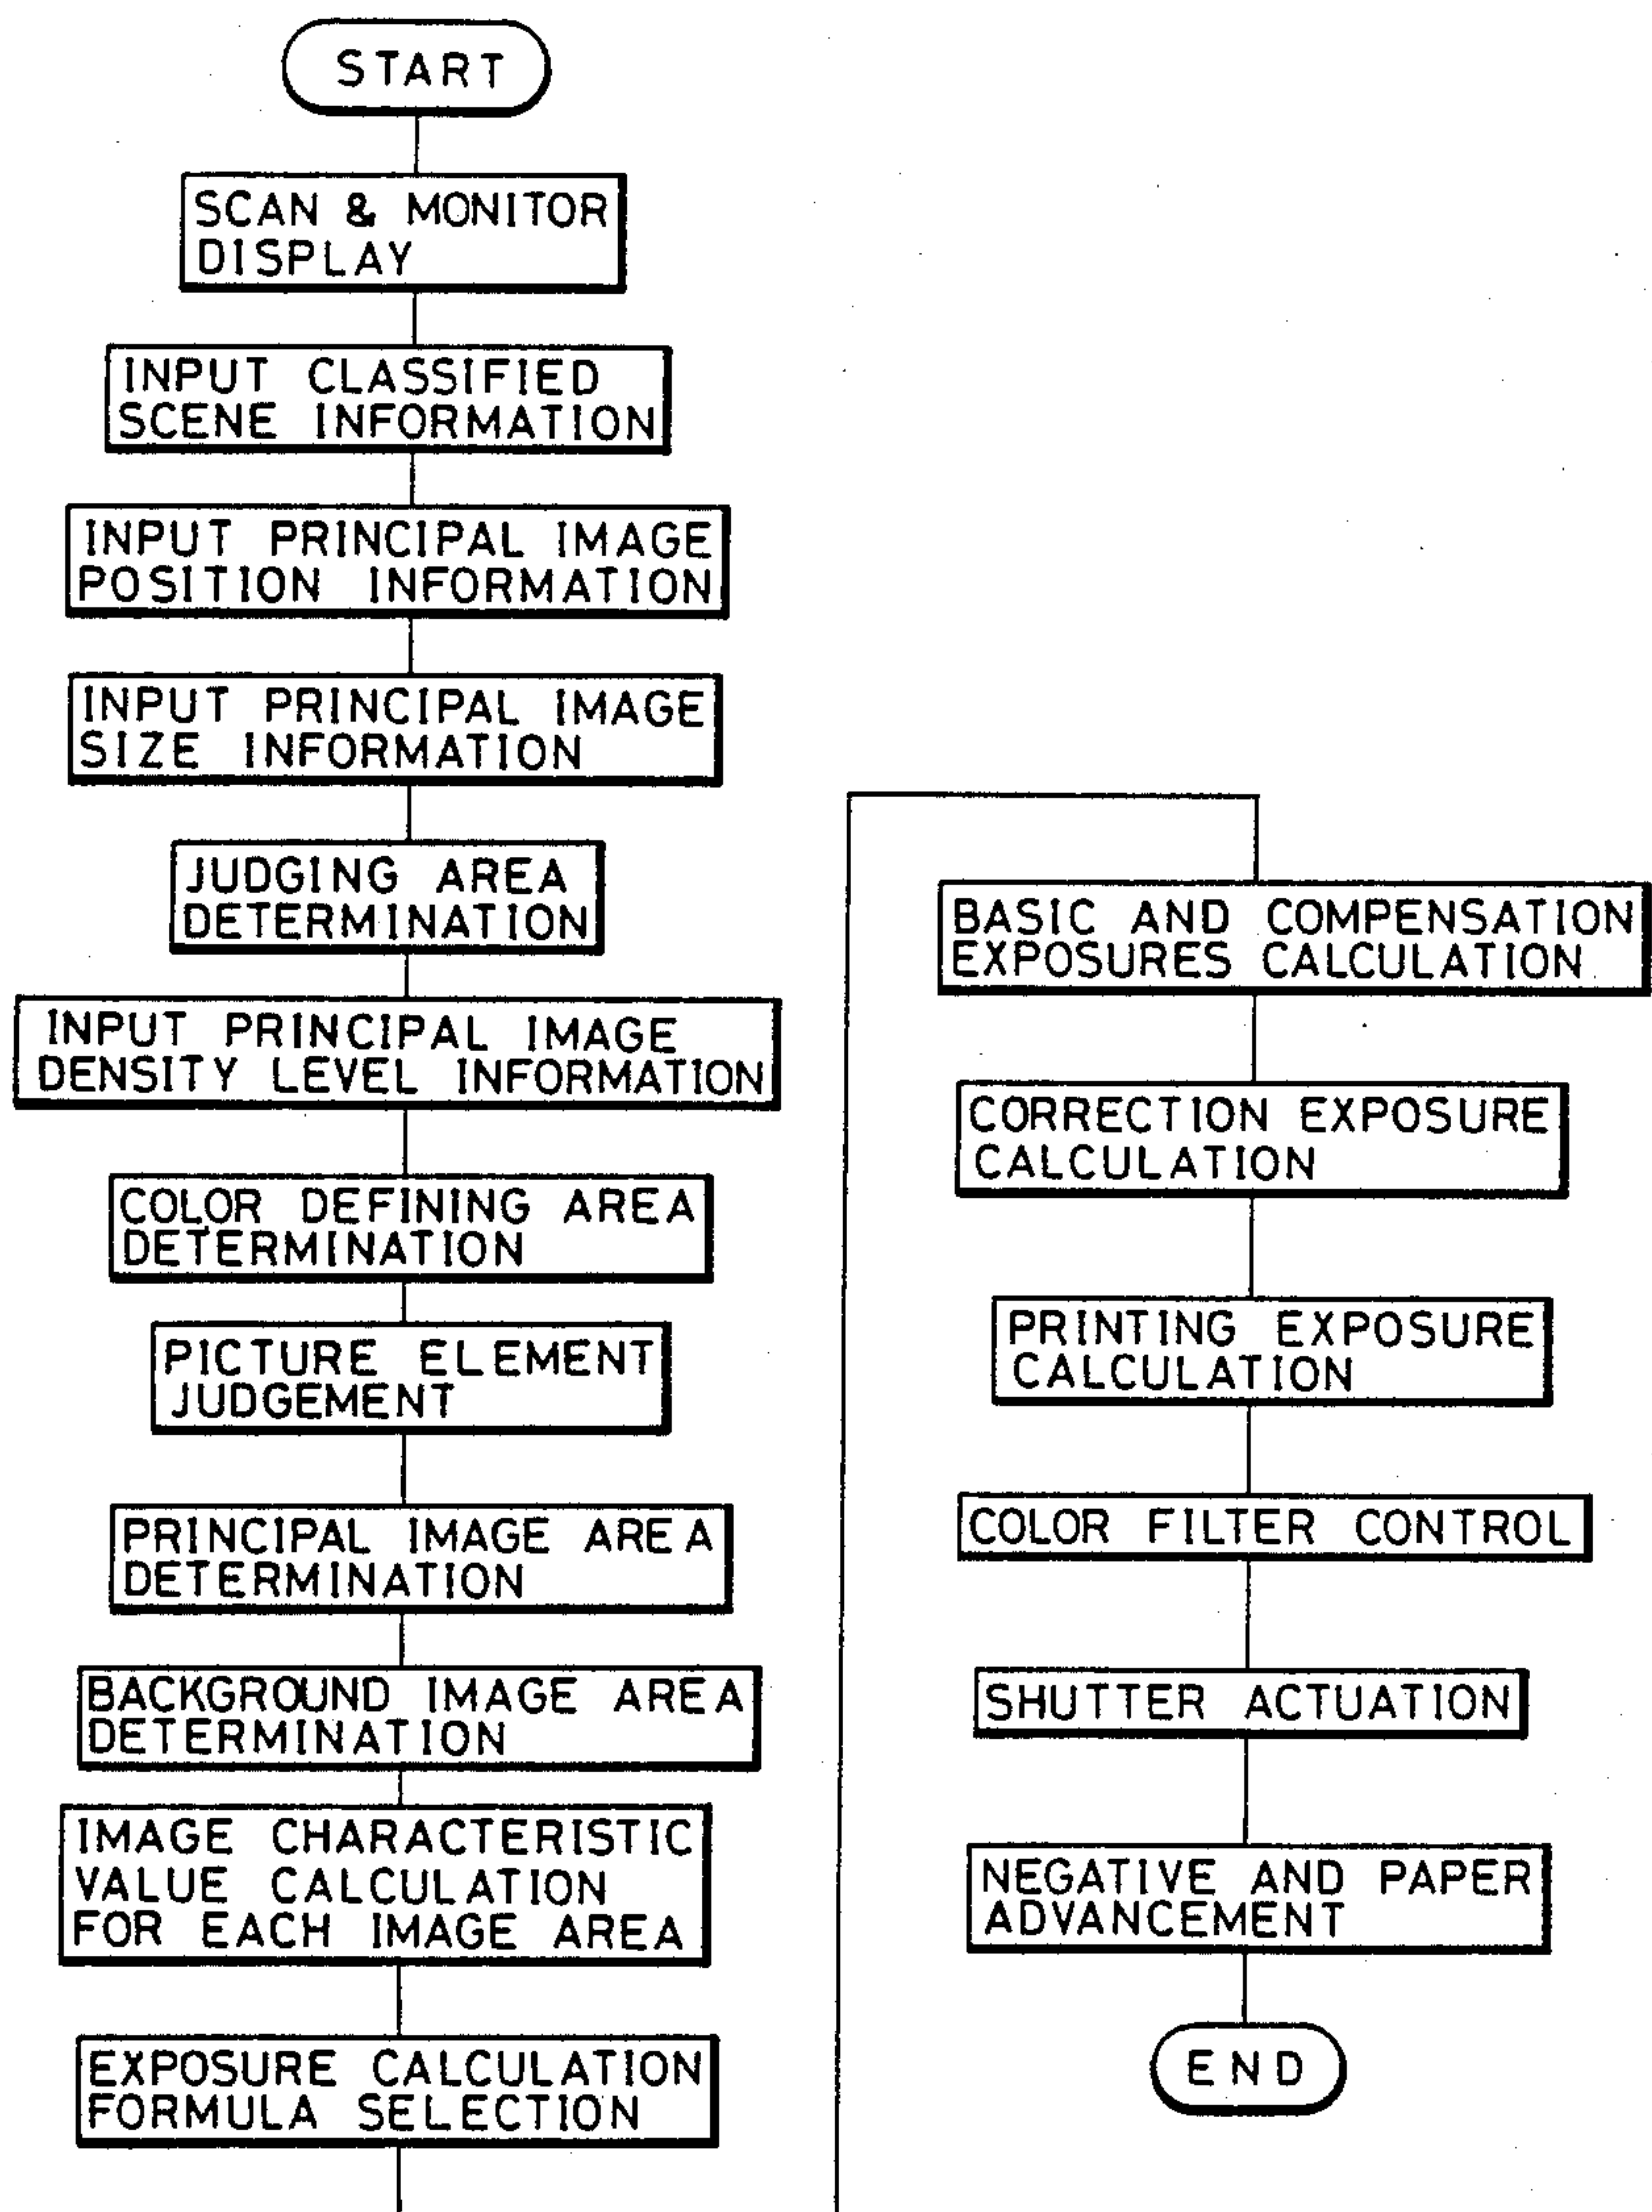 START
SCAN & MONITOR
DISPLAY
INPUT CLASSIFIED
SCENE INFORMATION
INPUT PRINCIPAL IMAGE
POSITION INFORMATION
INPUT PRINCIPAL IMAGE
SIZE INFORMATION
JUDGING AREA
DETERMINATION
INPUT PRINCIPAL IMAGE
DENSITY LEVEL INFORMATION
COLOR DEFINING AREA
DETERMINATION
PICTURE ELEMENT
JUDGEMENT
PRINCIPAL IMAGE AREA
DETERMINATION
BACKGROUND IMAGE AREA
DETERMINATION
IMAGE CHARACTERISTIC
VALUE CALCULATION
FOR EACH IMAGE AREA
EXPOSURE CALCULATION
FORMULA SELECTION
BASIC AND COMPENSATION
EXPOSURES CALCULATION
CORRECTION EXPOSURE
CALCULATION
PRINTING EXPOSURE
CALCULATION
COLOR FILTER CONTROL
SHUTTER ACTUATION
NEGATIVE AND PAPER
ADVANCEMENT
END